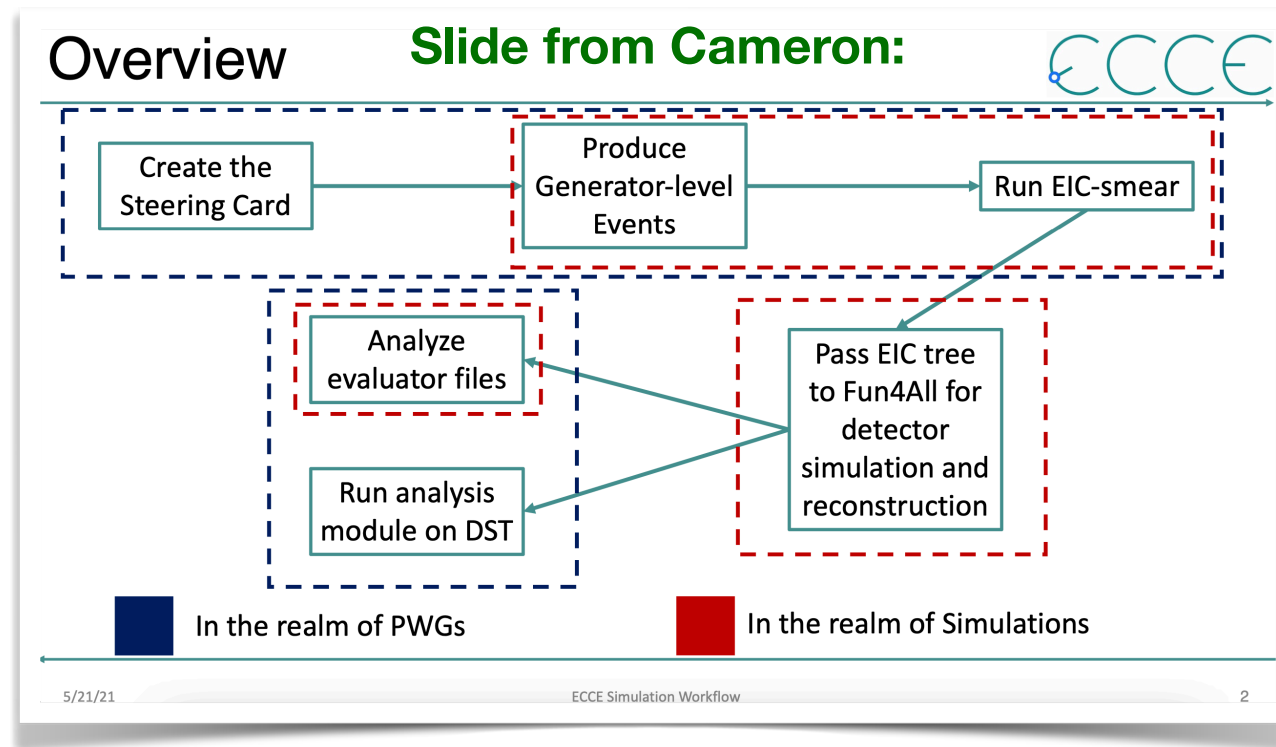 Overview
Slide from Cameron:
ECCE
Create the
Steering Card
Produce
Generator-level
Events
Run EIC-smear
Analyze
evaluator files
Pass EIC tree
to Fun4All for
detector
simulation and
reconstruction
Run analysis
module on DST
In the realm of PWGs
In the realm of Simulations
5/21/21
ECCE Simulation Workflow
2